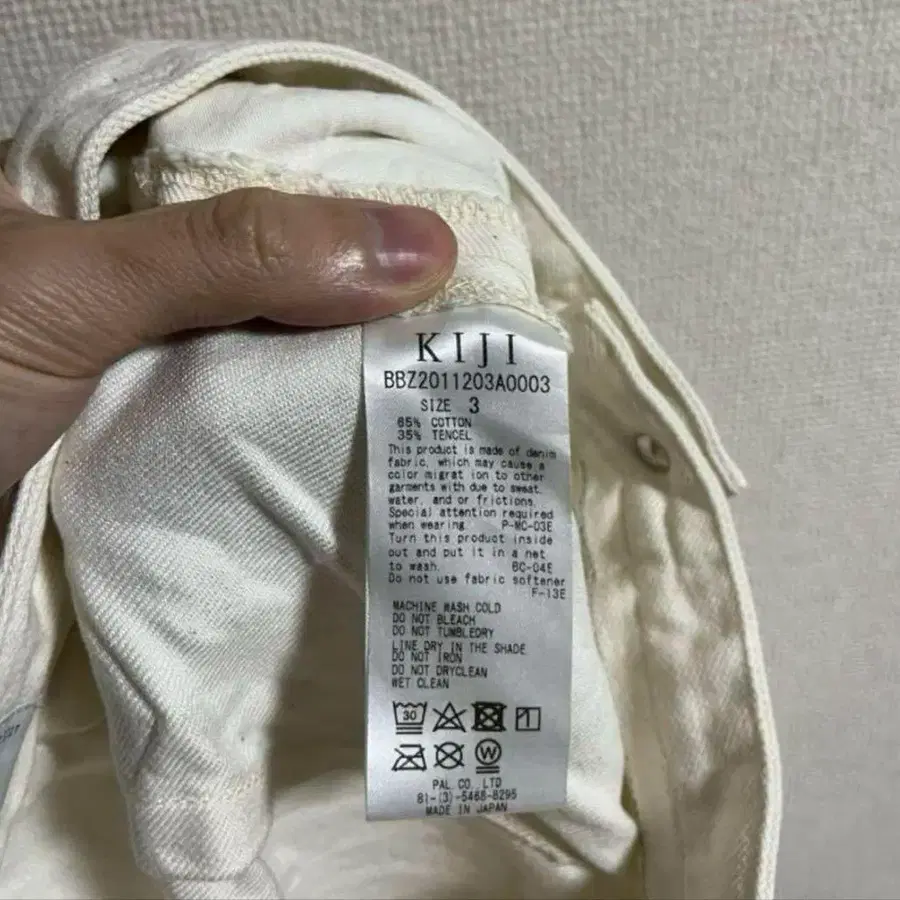 KIJI
BBZ2011203A0003
SIZE 3
65% COTTON
35% TENCEL
This product is made of denim
fabric, which may cause a
color migrat ion to other
garments with due to sweat,
water, and or frictions.
Special attention required
when wearing. P-MC-03E
Turn this product inside
out and put it in a net
to wash. BC-04E
Do not use fabric softener
F-13E
MACHINE WASH COLD
DO NOT BLEACH
DO NOT TUMBLEDRY
LINE DRY IN THE SHADE
DO NOT IRON
DO NOT DRYCLEAN
WET CLEAN
30
W
PAL CO., LTD
81-(3)-5468-8295
MADE IN JAPAN